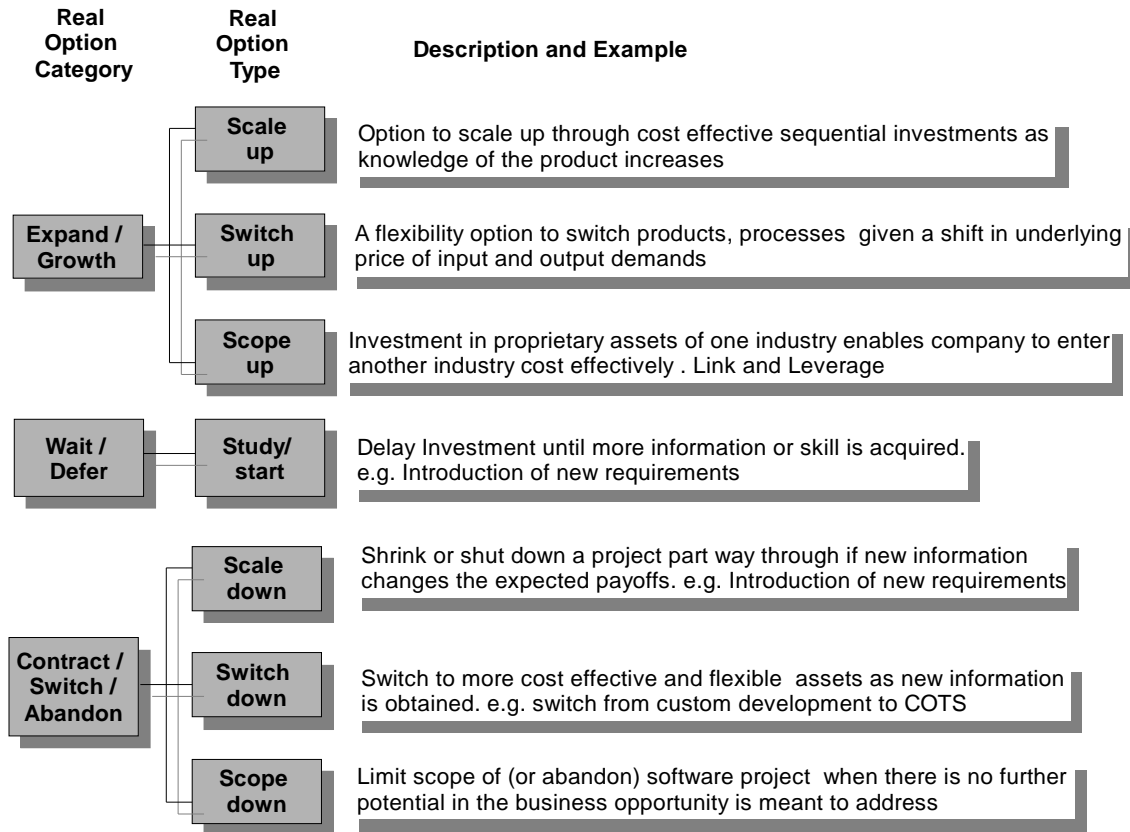 Real
Option
Category
Real
Option
Type
Description and Example
Expand /
Growth
Scale
up
Option to scale up through cost effective sequential investments as
knowledge of the product increases
Switch
up
A flexibility option to switch products, processes given a shift in underlying
price of input and output demands
Scope
up
Investment in proprietary assets of one industry enables company to enter
another industry cost effectively . Link and Leverage
Wait /
Defer
Study/
start
Delay Investment until more information or skill is acquired.
e.g. Introduction of new requirements
Contract /
Switch /
Abandon
Scale
down
Shrink or shut down a project part way through if new information
changes the expected payoffs. e.g. Introduction of new requirements
Switch
down
Switch to more cost effective and flexible assets as new information
is obtained. e.g. switch from custom development to COTS
Scope
down
Limit scope of (or abandon) software project when there is no further
potential in the business opportunity is meant to address